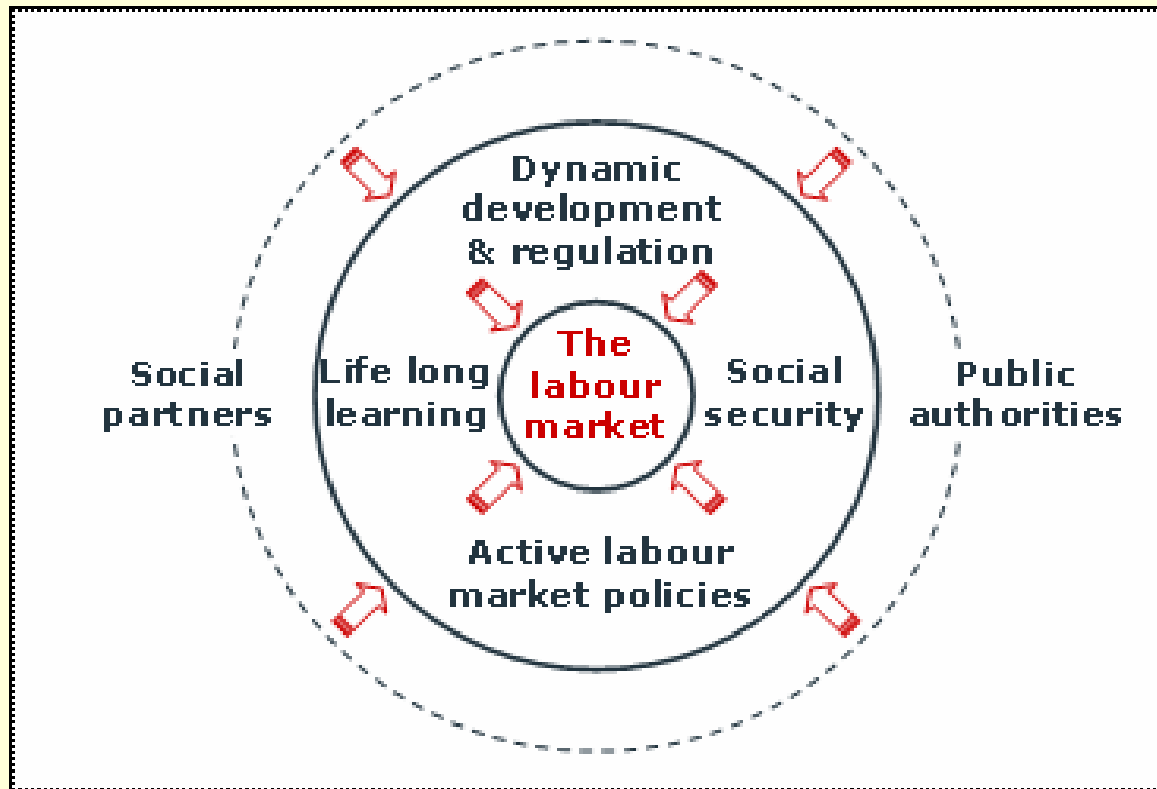 Dynamic
development
& regulation
The
labour
market
Life long
learning
Social
security
Social
partners
Public
authorities
Active labour
market policies